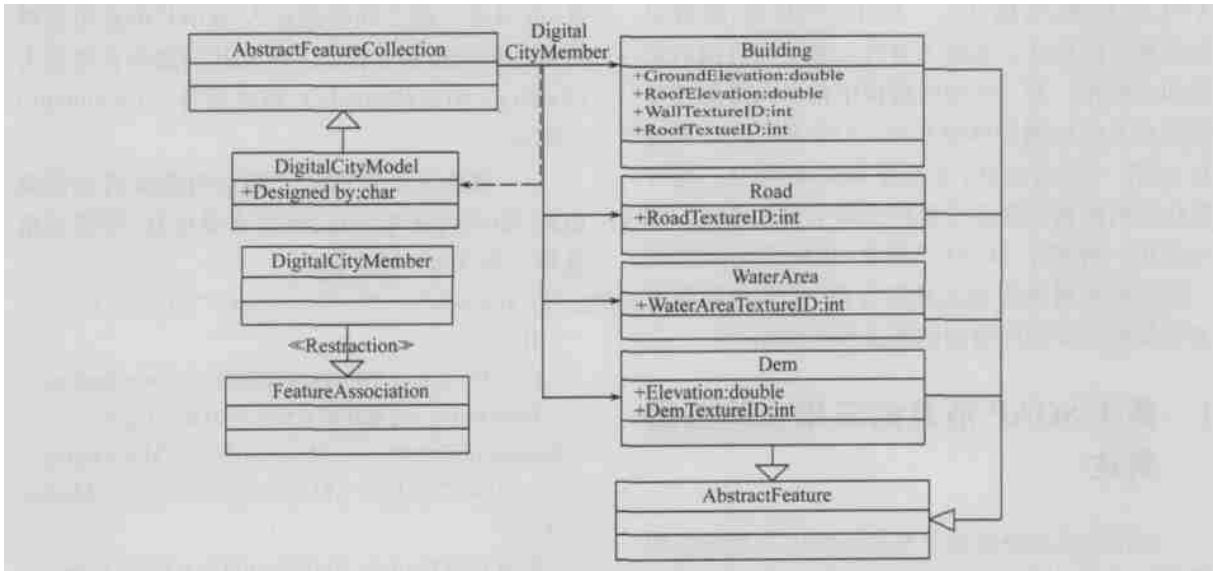 AbstractFeatureCollection
Digital
CityMember
Building
+GroundElevation:double
+RoofElevation:double
+WallTextureID:int
+RoofTextueID:int
DigitalCityModel
+Designed by:char
Road
+RoadTextureID:int
DigitalCityMember
WaterArea
+WaterAreaTextureID:int
≪Restraction≫
Dem
+Elevation:double
+DemTextureID:int
FeatureAssociation
AbstractFeature